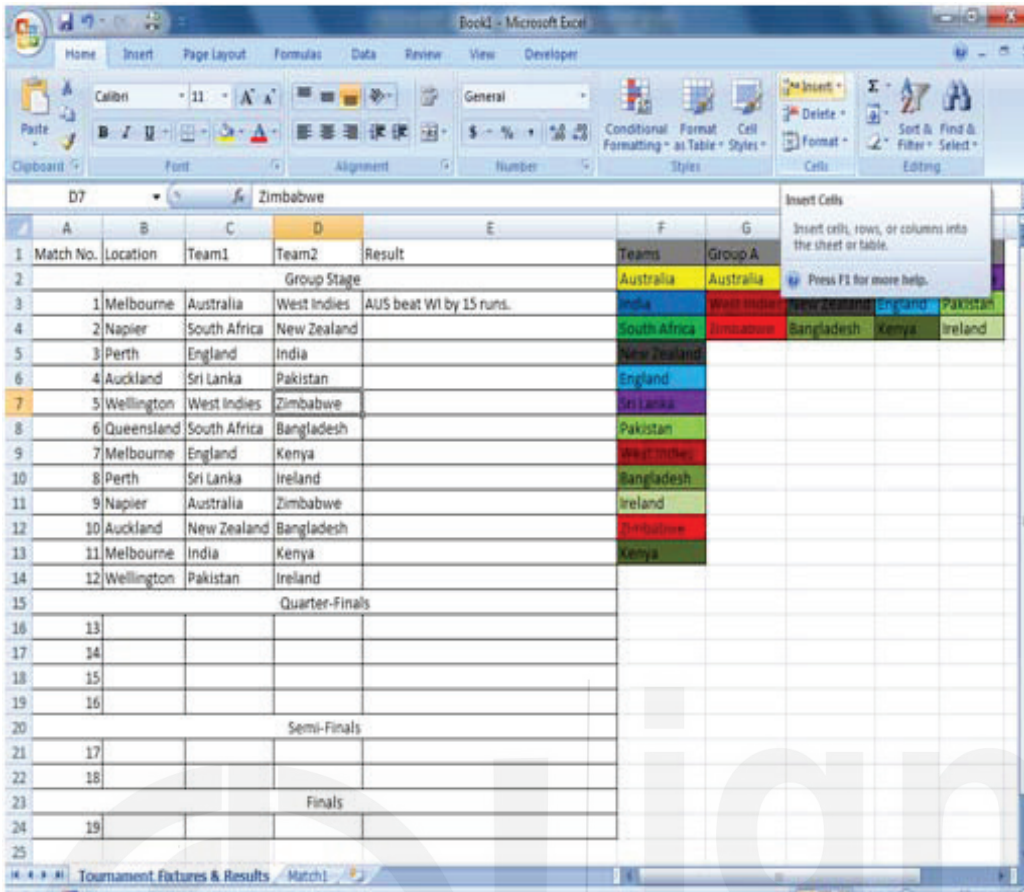 Book1 - Microsoft Excel
Home Insert Page Layout Formulas Data Review View Developer
Calibri 11 A A General Insert Σ
Paste Delete
B I U A $ % , Conditional Format Cell Format Sort & Find &
Formatting as Table Styles Filter Select
Clipboard Font Alignment Number Styles Cells Editing
D7 fx Zimbabwe
Insert Cells
Insert cells, rows, or columns into
the sheet or table.
Press F1 for more help.
A B C D E F G
1 Match No. Location Team1 Team2 Result Teams Group A
2 Group Stage Australia Australia
3 1 Melbourne Australia West Indies AUS beat WI by 15 runs. India West Indies New Zealand England Pakistan
4 2 Napier South Africa New Zealand South Africa Zimbabwe Bangladesh Kenya Ireland
5 3 Perth England India New Zealand
6 4 Auckland Sri Lanka Pakistan England
7 5 Wellington West Indies Zimbabwe Sri Lanka
8 6 Queensland South Africa Bangladesh Pakistan
9 7 Melbourne England Kenya West Indies
10 8 Perth Sri Lanka Ireland Bangladesh
11 9 Napier Australia Zimbabwe Ireland
12 10 Auckland New Zealand Bangladesh Zimbabwe
13 11 Melbourne India Kenya Kenya
14 12 Wellington Pakistan Ireland
15 Quarter-Finals
16 13
17 14
18 15
19 16
20 Semi-Finals
21 17
22 18
23 Finals
24 19
25
Tournament Fixtures & Results Match1